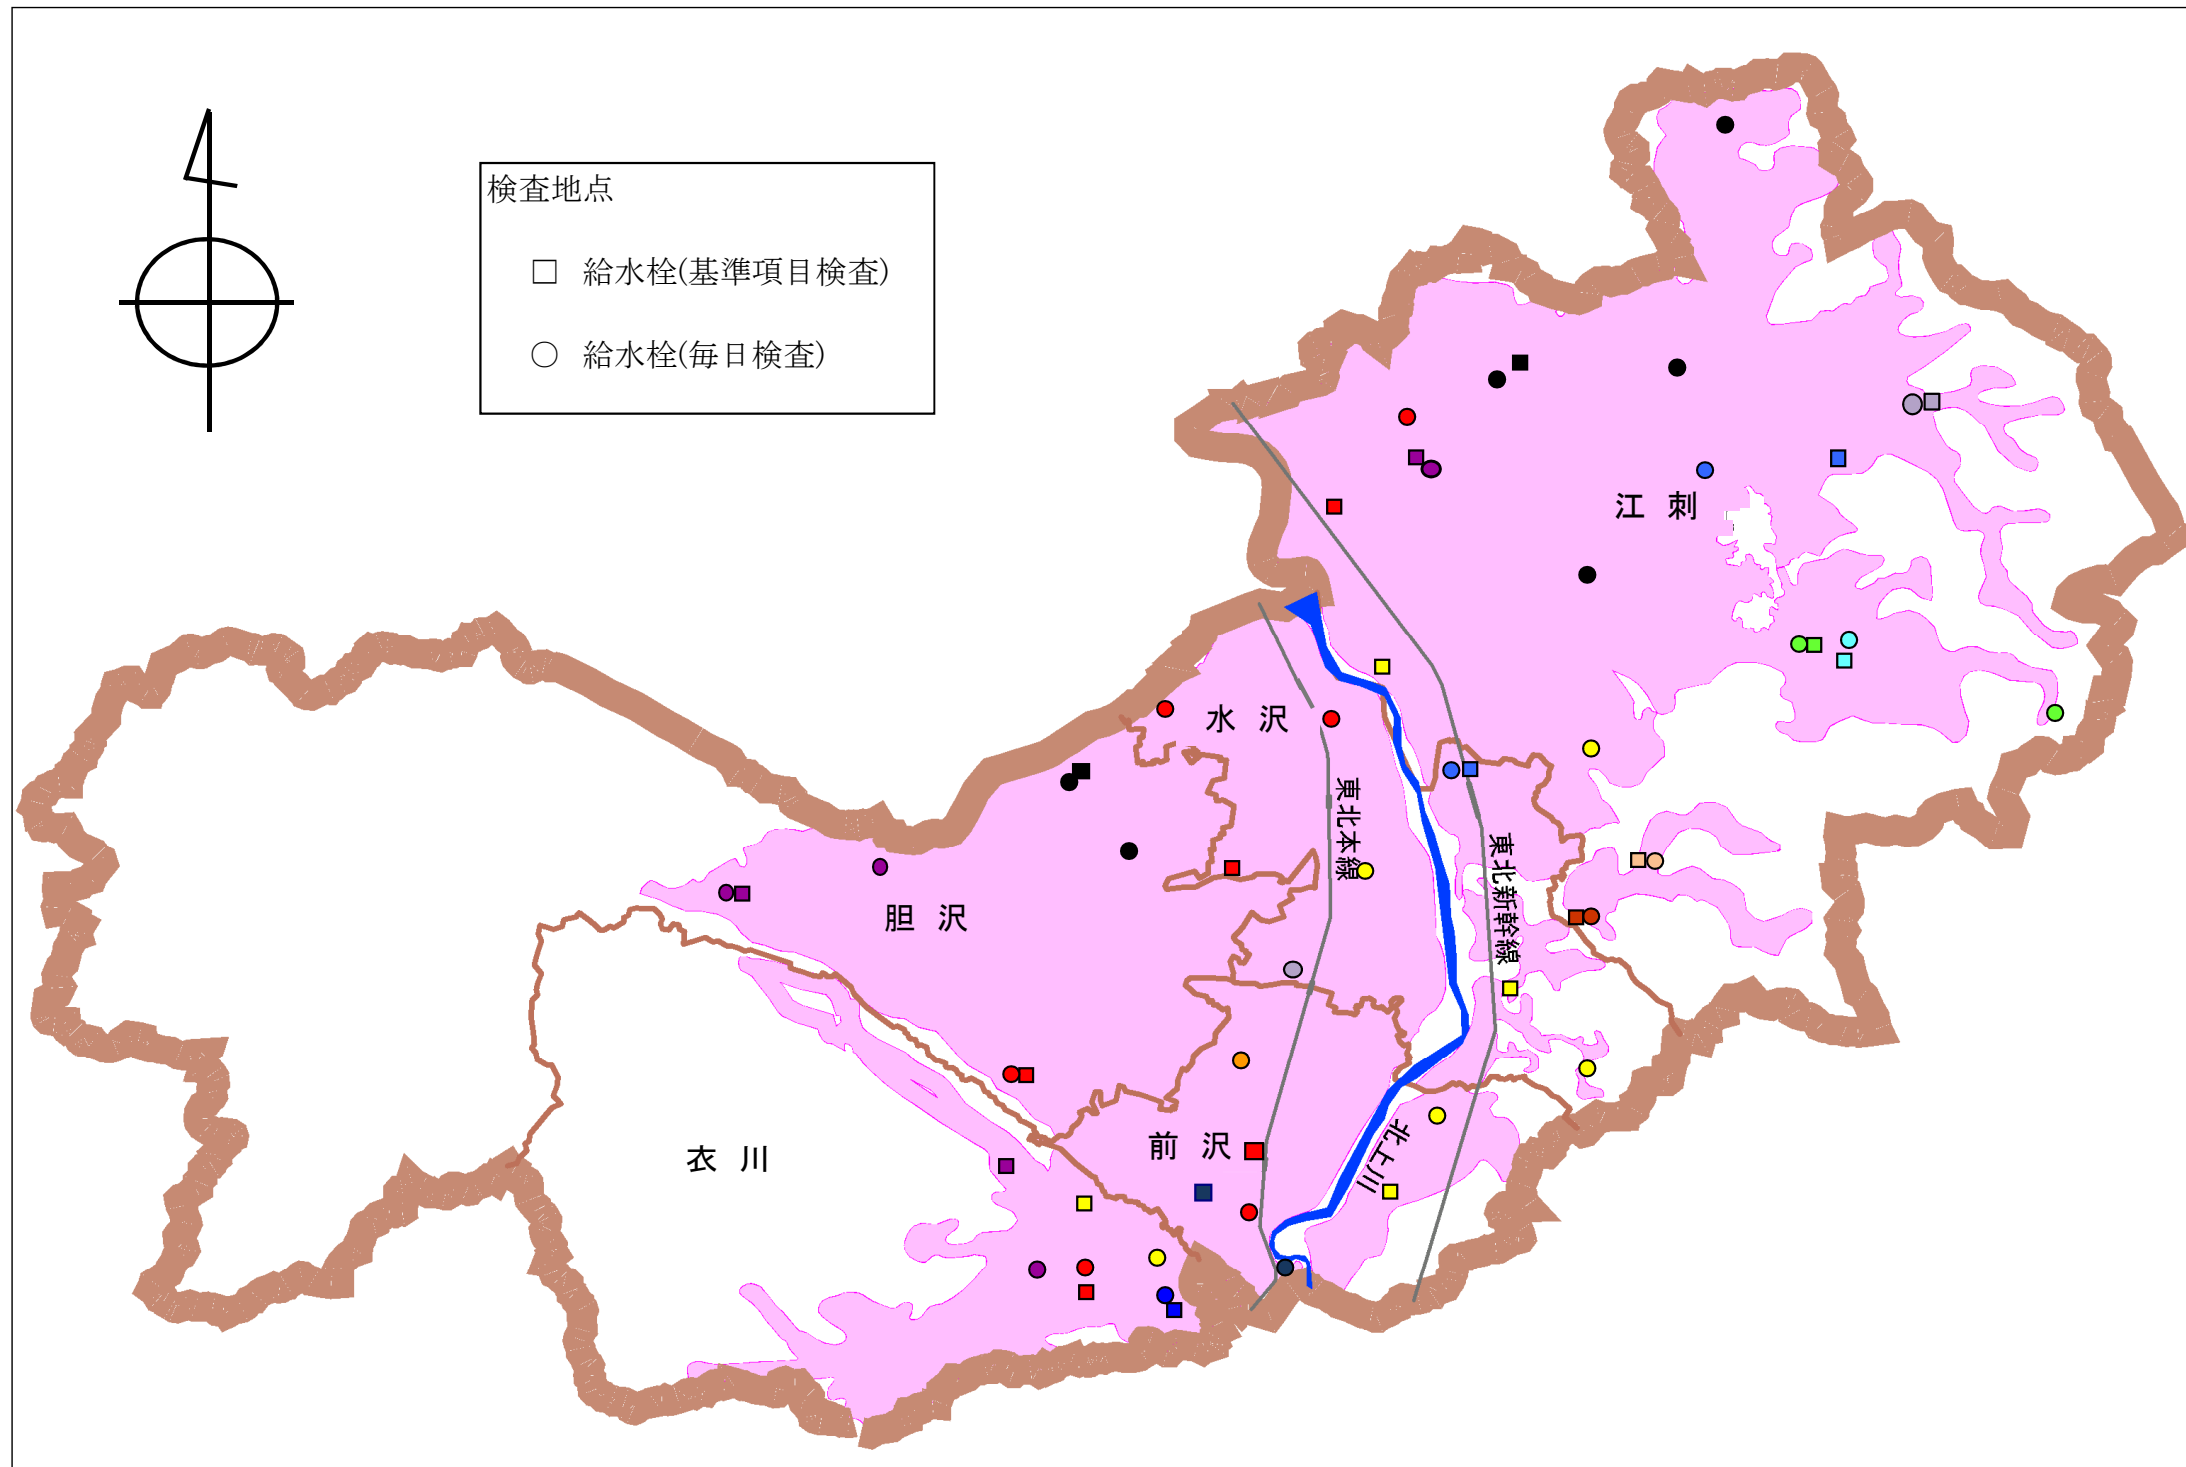 検査地点
□ 給水栓(基準項目検査)
○ 給水栓(毎日検査)
江 刺
水 沢
東北本線
東北新幹線
胆 沢
前 沢
北上川
衣 川